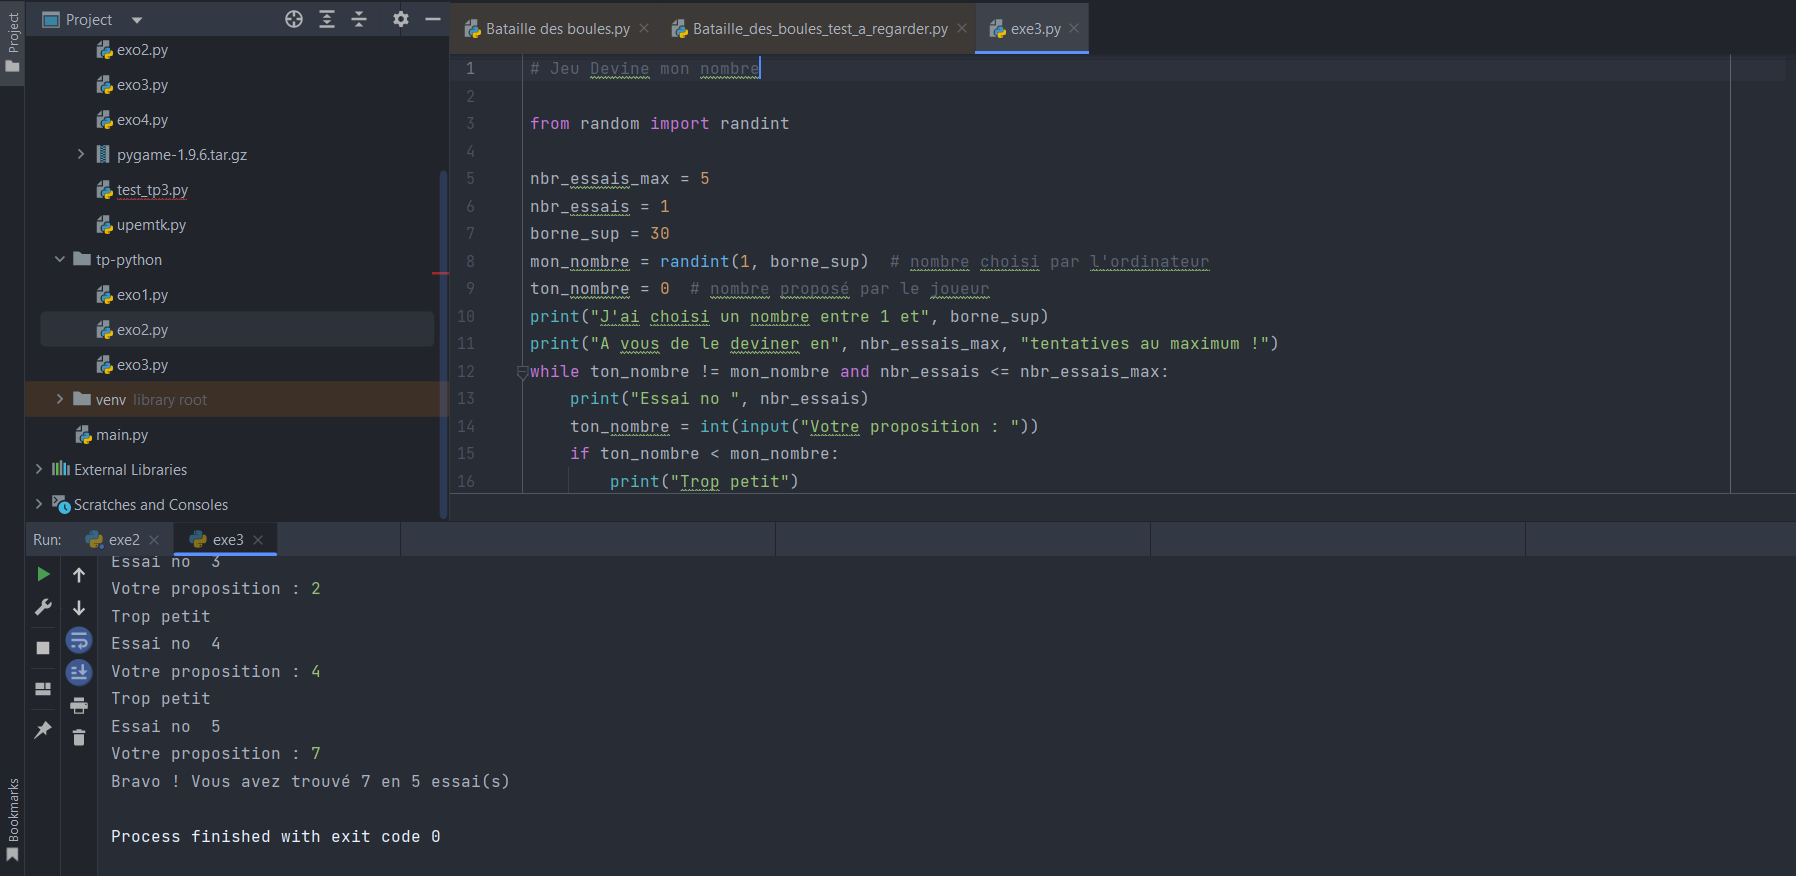 Project
Project
exo2.py
exo3.py
exo4.py
pygame-1.9.6.tar.gz
test_tp3.py
upemtk.py
tp-python
exo1.py
exo2.py
exo3.py
venv library root
main.py
External Libraries
Scratches and Consoles
Bataille des boules.py
Bataille_des_boules_test_a_regarder.py
exe3.py
1 # Jeu Devine mon nombre
2
3 from random import randint
4
5 nbr_essais_max = 5
6 nbr_essais = 1
7 borne_sup = 30
8 mon_nombre = randint(1, borne_sup)  # nombre choisi par l'ordinateur
9 ton_nombre = 0  # nombre proposé par le joueur
10 print("J'ai choisi un nombre entre 1 et", borne_sup)
11 print("A vous de le deviner en", nbr_essais_max, "tentatives au maximum !")
12 while ton_nombre != mon_nombre and nbr_essais <= nbr_essais_max:
13     print("Essai no ", nbr_essais)
14     ton_nombre = int(input("Votre proposition : "))
15     if ton_nombre < mon_nombre:
16         print("Trop petit")
Run:
exe2
exe3
Essai no  3
Votre proposition : 2
Trop petit
Essai no  4
Votre proposition : 4
Trop petit
Essai no  5
Votre proposition : 7
Bravo ! Vous avez trouvé 7 en 5 essai(s)
Process finished with exit code 0
Bookmarks